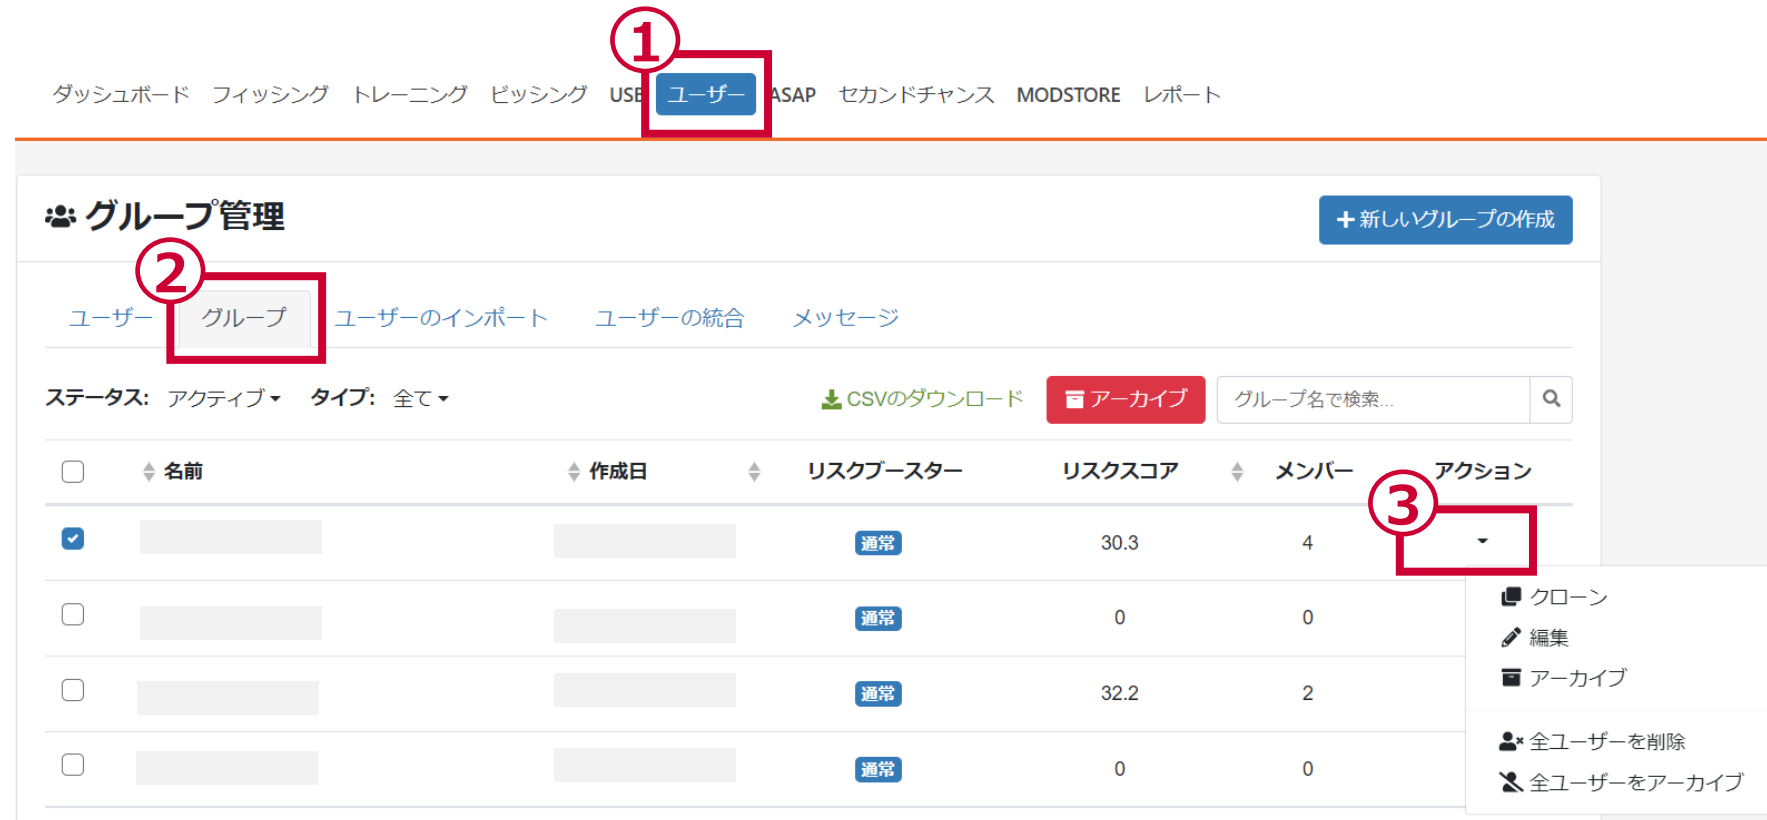 ①
ダッシュボード フィッシング トレーニング ビッシング USB ユーザー ASAP セカンドチャンス MODSTORE レポート
グループ管理
+新しいグループの作成
②
ユーザー グループ ユーザーのインポート ユーザーの統合 メッセージ
ステータス: アクティブ タイプ: 全て CSVのダウンロード アーカイブ グループ名で検索...
名前 作成日 リスクブースター リスクスコア メンバー アクション
③
通常 30.3 4
クローン
通常 0 0
編集
アーカイブ
通常 32.2 2
全ユーザーを削除
通常 0 0
全ユーザーをアーカイブ